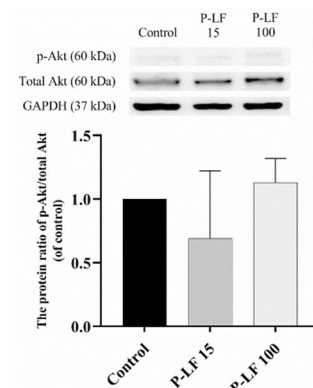 Control P-LF 15 P-LF 100
p-Akt (60 kDa)
Total Akt (60 kDa)
GAPDH (37 kDa)
The protein ratio of p-Akt/total Akt
(of control)
1.5
1.0
0.5
0.0
Control P-LF 15 P-LF 100